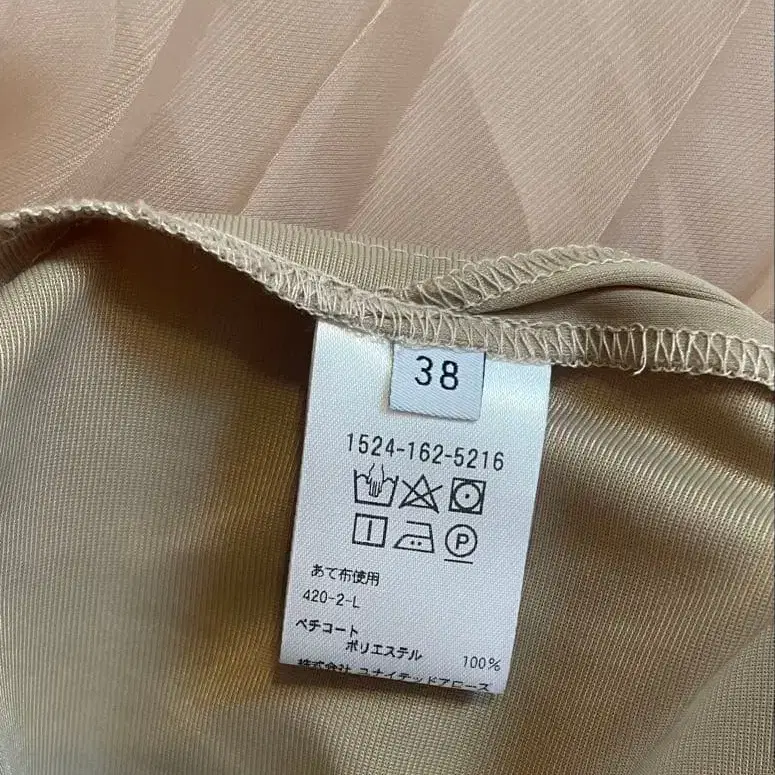 38
1524-162-5216
P
あて布使用
420-2-L
ペチコート
ポリエステル 100%
株式会社 ユナイテッドアローズ